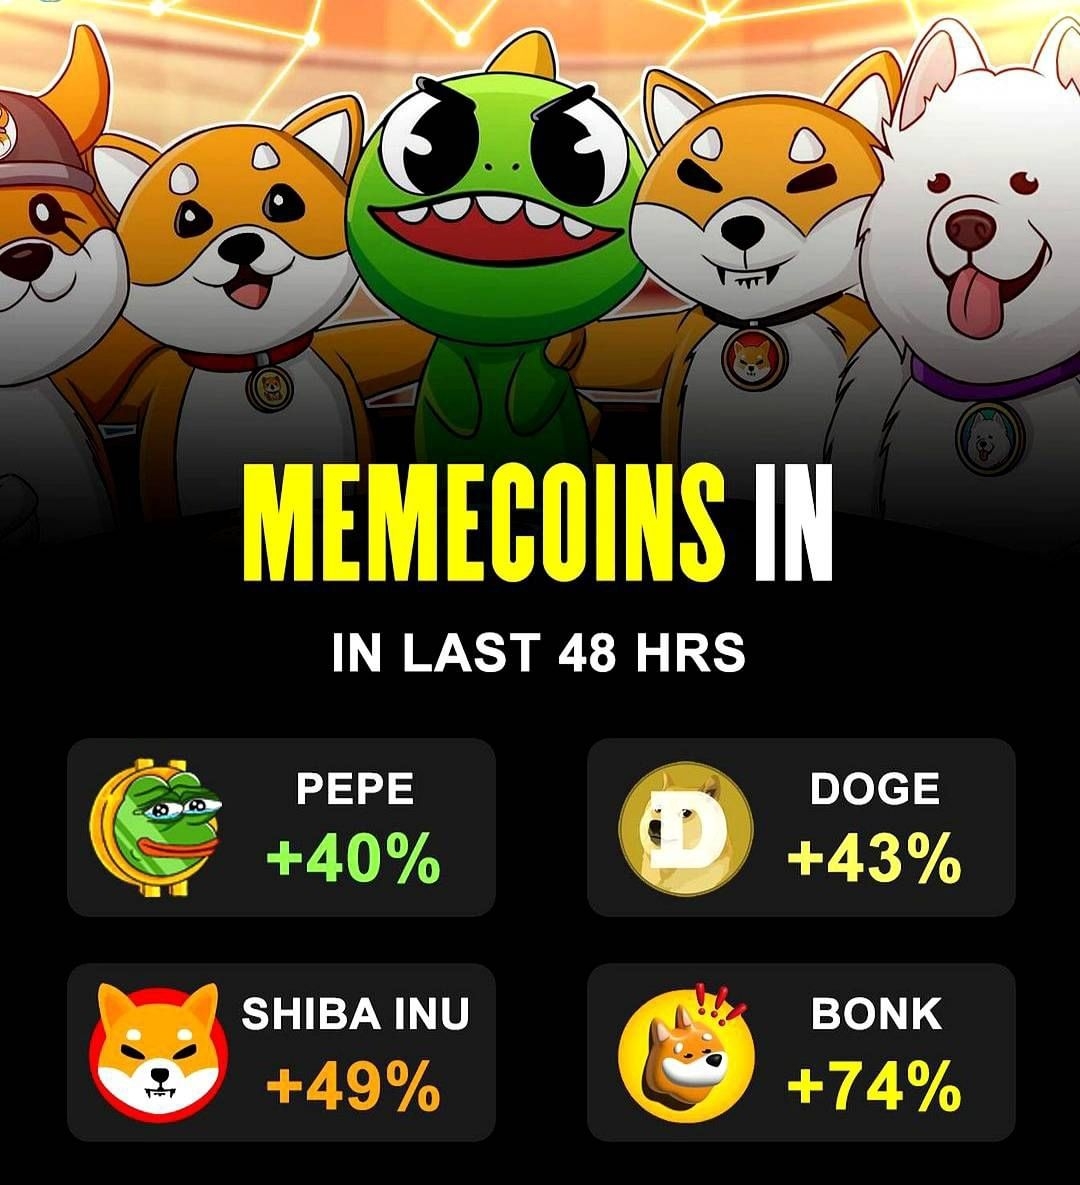 MEMECOINS IN
IN LAST 48 HRS
PEPE
+40%
DOGE
+43%
SHIBA INU
+49%
BONK
+74%